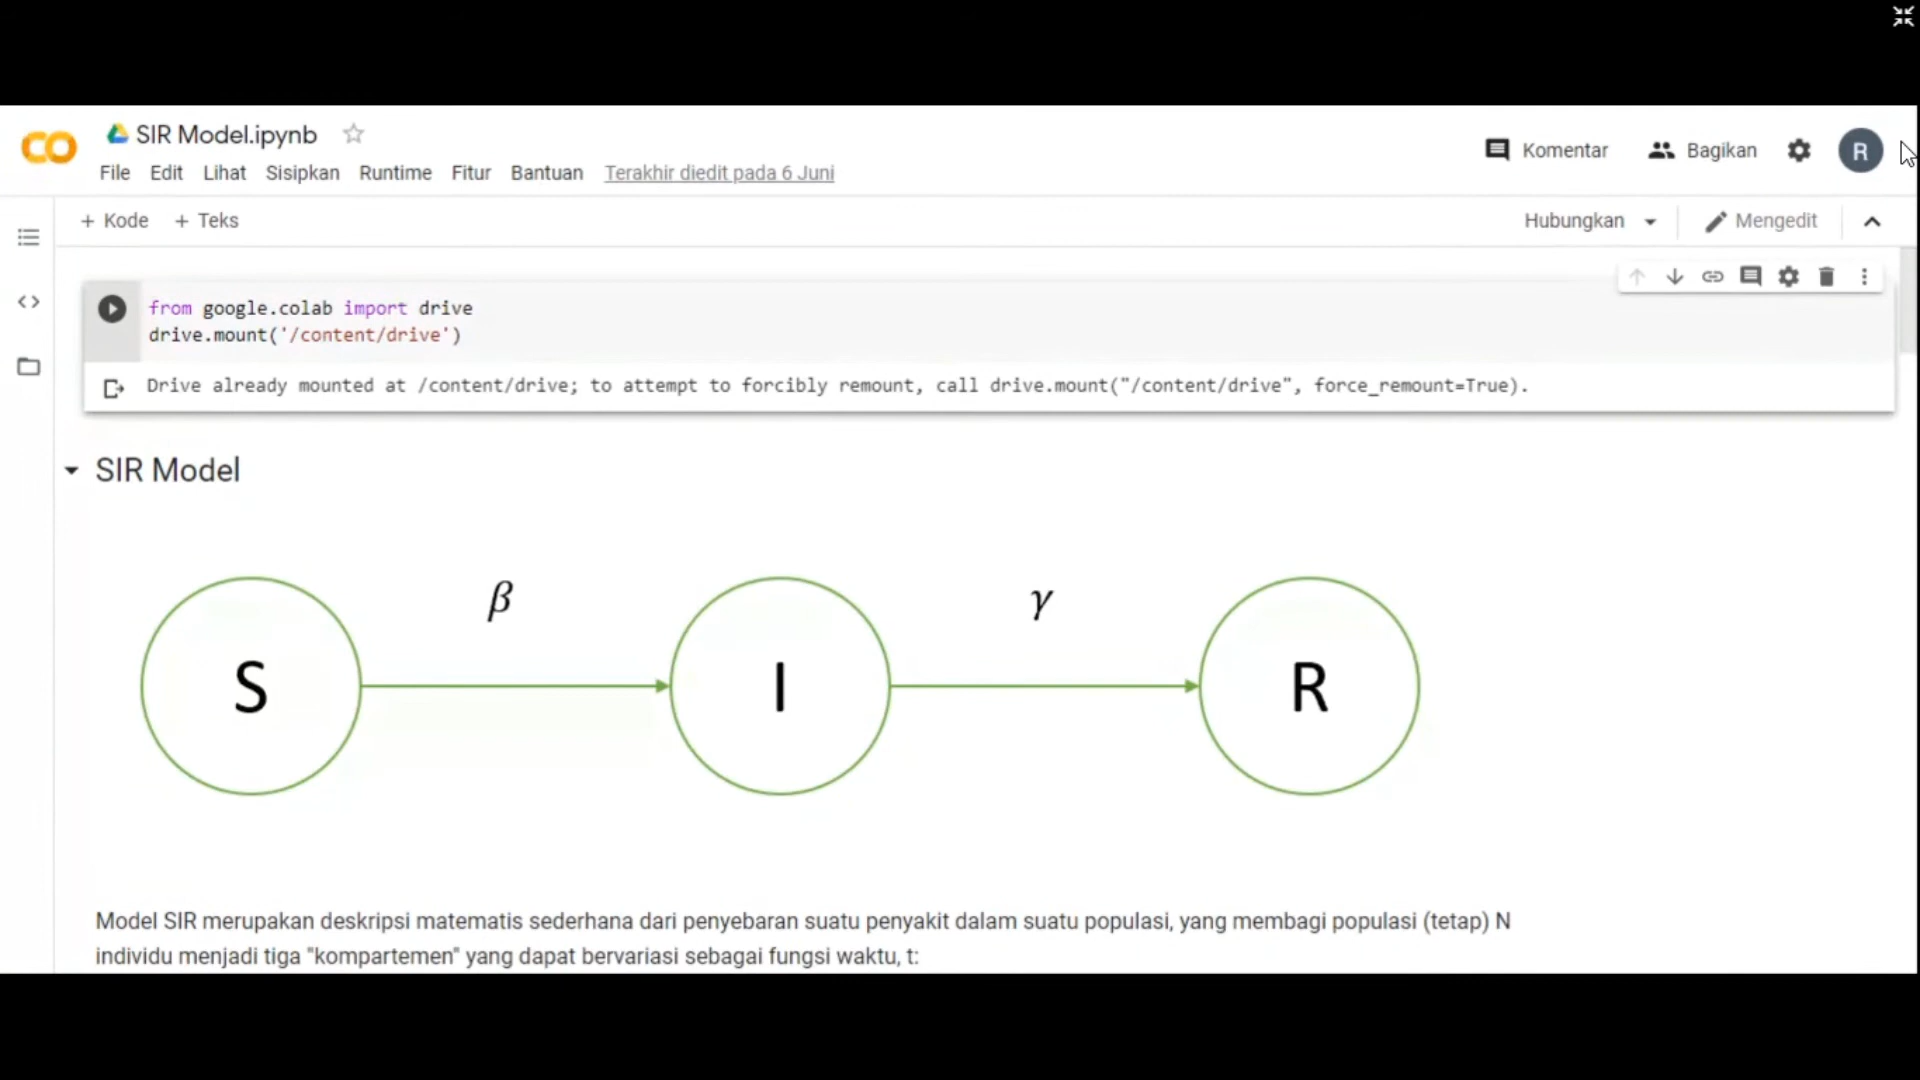 SIR Model.ipynb
File Edit Lihat Sisipkan Runtime Fitur Bantuan Terakhir diedit pada 6 Juni
Komentar Bagikan R
+ Kode + Teks
Hubungkan Mengedit
from google.colab import drive
drive.mount('/content/drive')
Drive already mounted at /content/drive; to attempt to forcibly remount, call drive.mount("/content/drive", force_remount=True).
SIR Model
β γ
S I R
Model SIR merupakan deskripsi matematis sederhana dari penyebaran suatu penyakit dalam suatu populasi, yang membagi populasi (tetap) N
individu menjadi tiga "kompartemen" yang dapat bervariasi sebagai fungsi waktu, t: